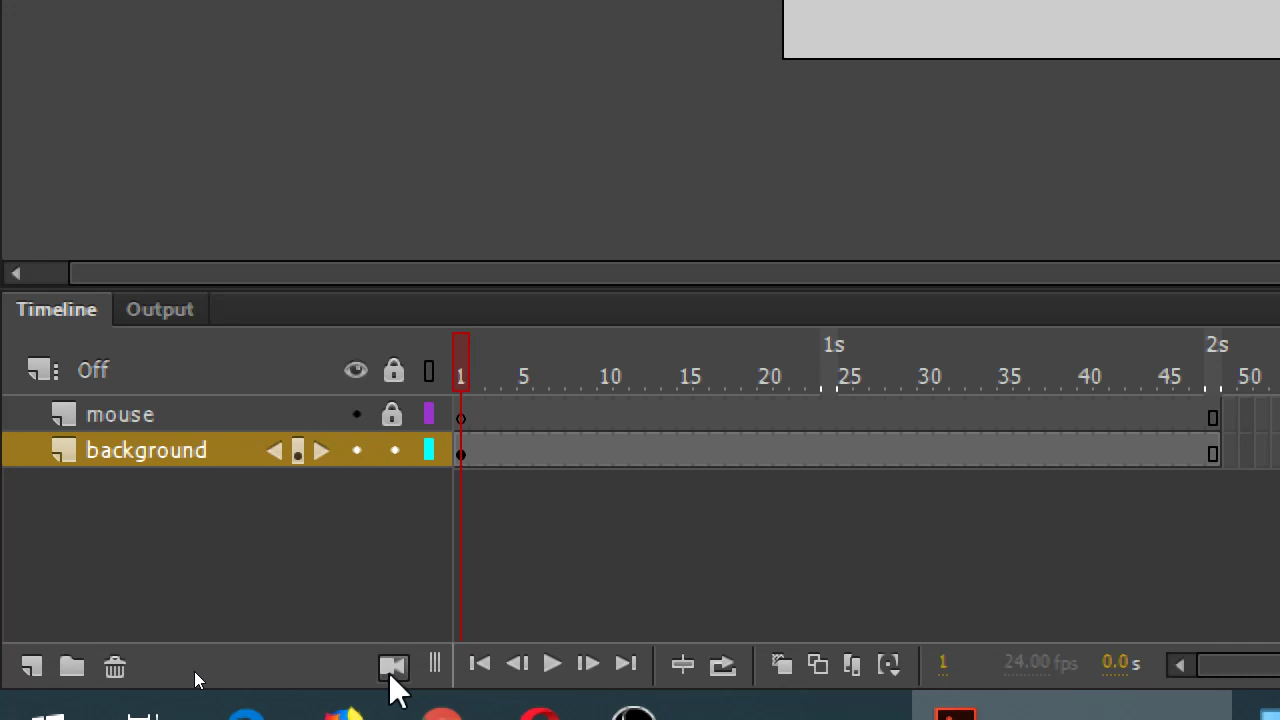 Timeline Output
Off
1s 2s
1 5 10 15 20 25 30 35 40 45 50
mouse
background
1 24.00 fps 0.0 s